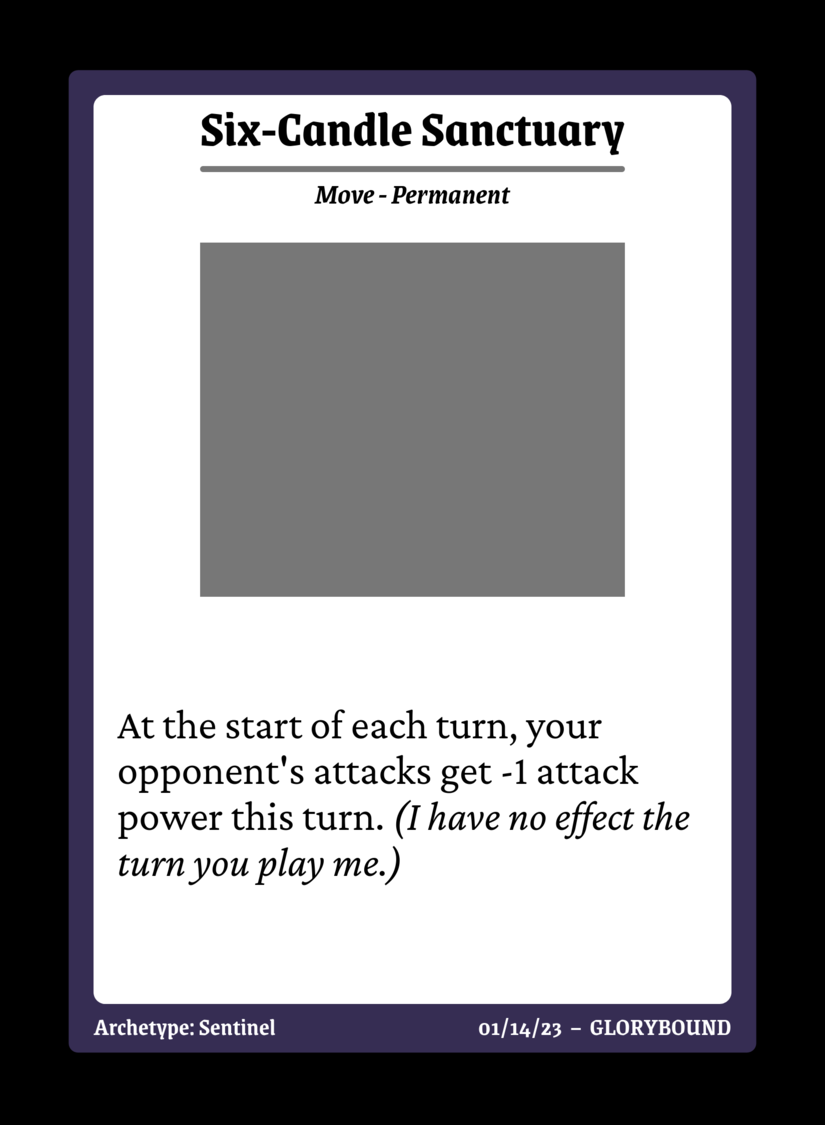 Six-Candle Sanctuary
Move - Permanent
At the start of each turn, your
opponent's attacks get -1 attack
power this turn. (I have no effect the
turn you play me.)
Archetype: Sentinel
01/14/23 – GLORYBOUND